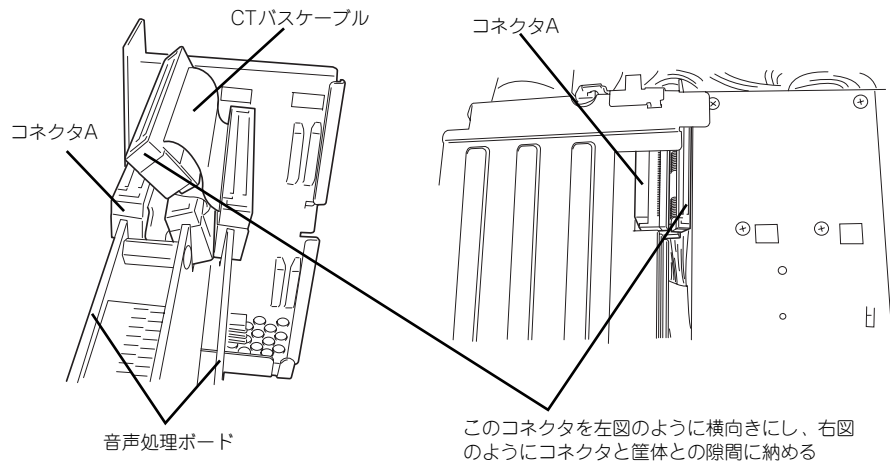 CTバスケーブル
コネクタA
コネクタA
音声処理ボード
このコネクタを左図のように横向きにし、右図
のようにコネクタと筐体との隙間に納める